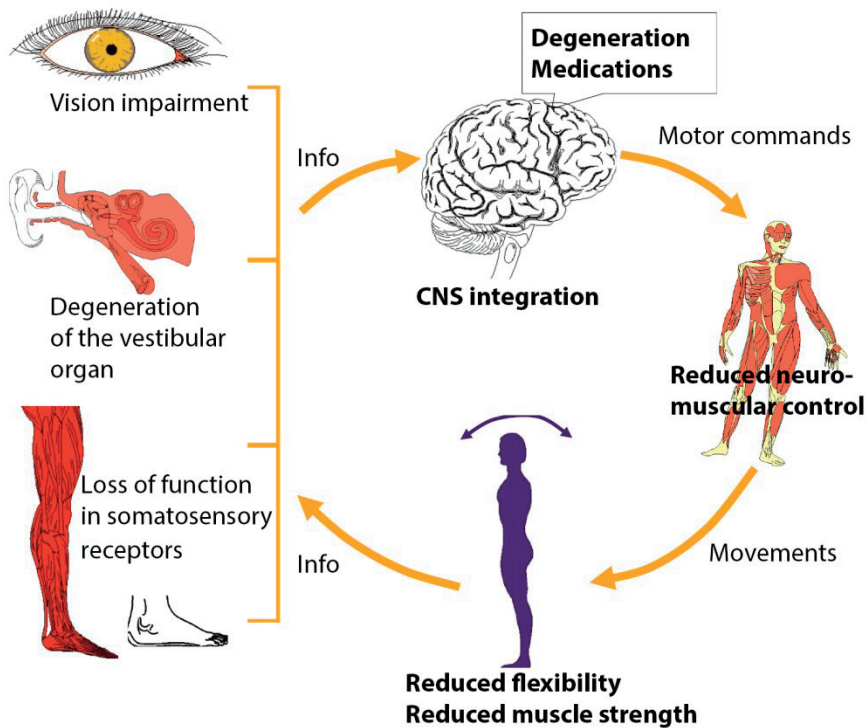 Vision impairment
Degeneration
of the vestibular
organ
Loss of function
in somatosensory
receptors
Info
Degeneration
Medications
CNS integration
Motor commands
Reduced neuro-
muscular control
Movements
Reduced flexibility
Reduced muscle strength
Info